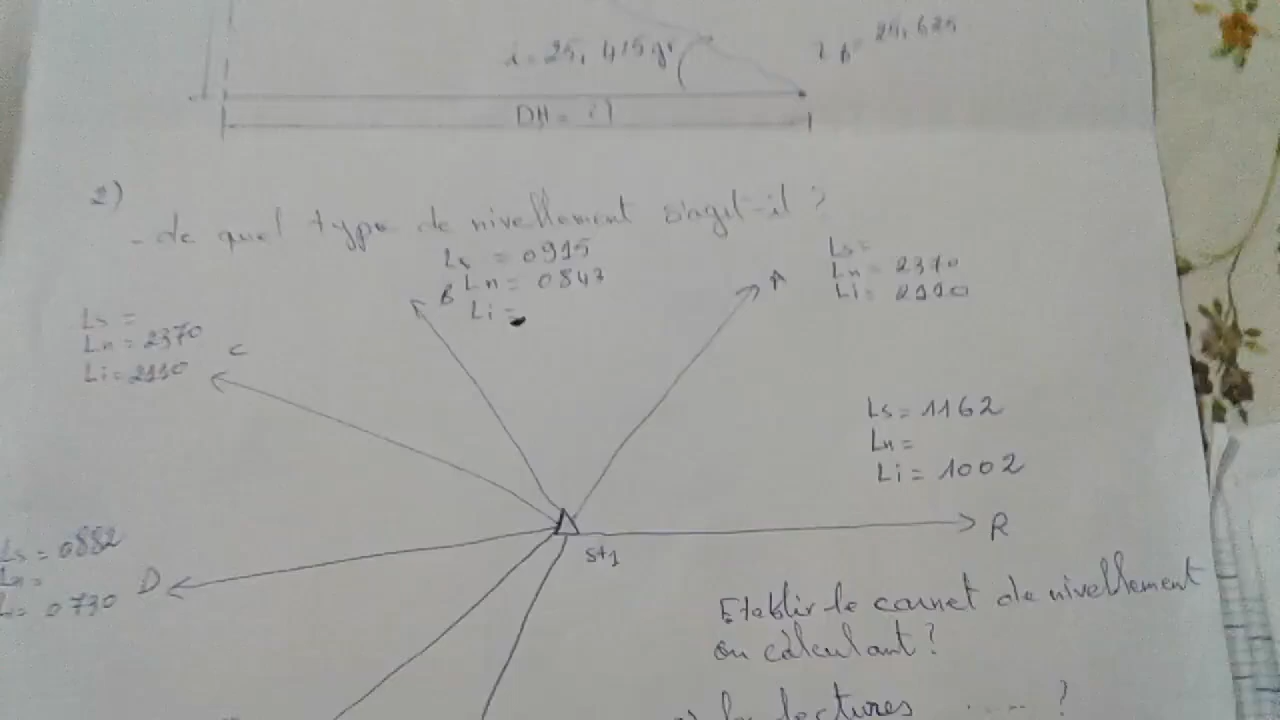 = 25, 415 gr
25, 625
DH = ?
2)
- de quel type de nivellement s'agit-il ?
Ls = 0915
B Ln = 0847
Li =
A
Ls =
Ln = 2370
Li = 2110
Ls =
Ln = 2370
Li = 2110
C
Ls = 1162
Ln =
Li = 1002
R
St1
Ls = 0882
Ln =
Li = 0730
D
Etablir le carnet de nivellement
en calculant ?
lectures ..... ?